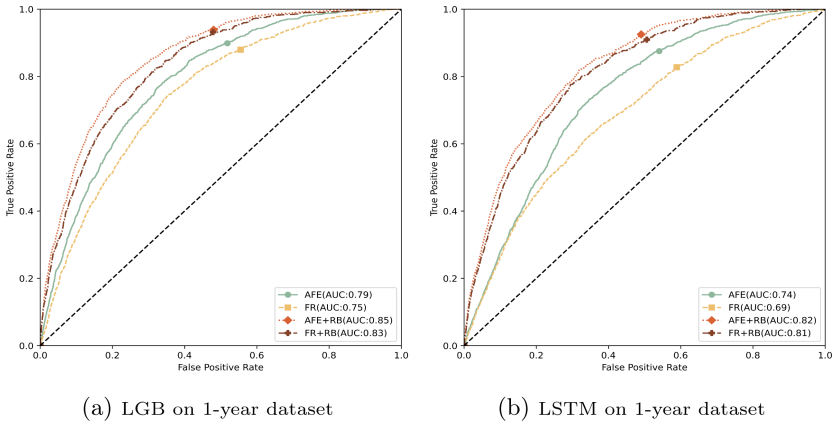 1.0
0.8
0.6
0.4
0.2
0.0
True Positive Rate
0.0 0.2 0.4 0.6 0.8 1.0
False Positive Rate
AFE(AUC:0.79)
FR(AUC:0.75)
AFE+RB(AUC:0.85)
FR+RB(AUC:0.83)
(a) LGB on 1-year dataset
1.0
0.8
0.6
0.4
0.2
0.0
True Positive Rate
0.0 0.2 0.4 0.6 0.8 1.0
False Positive Rate
AFE(AUC:0.74)
FR(AUC:0.69)
AFE+RB(AUC:0.82)
FR+RB(AUC:0.81)
(b) LSTM on 1-year dataset